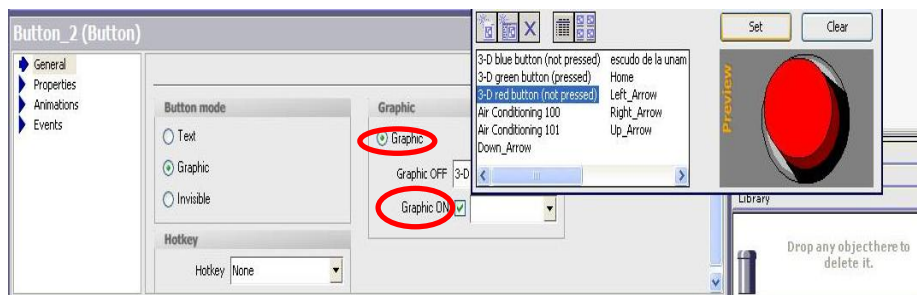 Button_2 (Button)
General
Properties
Animations
Events
Button mode
Text
Graphic
Invisible
Hotkey
Hotkey None
Graphic
Graphic
Graphic OFF 3-D
Graphic ON
3-D blue button (not pressed)
3-D green button (pressed)
3-D red button (not pressed)
Air Conditioning 100
Air Conditioning 101
Down_Arrow
escudo de la unam
Home
Left_Arrow
Right_Arrow
Up_Arrow
Set
Clear
Preview
Library
Drop any objecthere to
delete it.